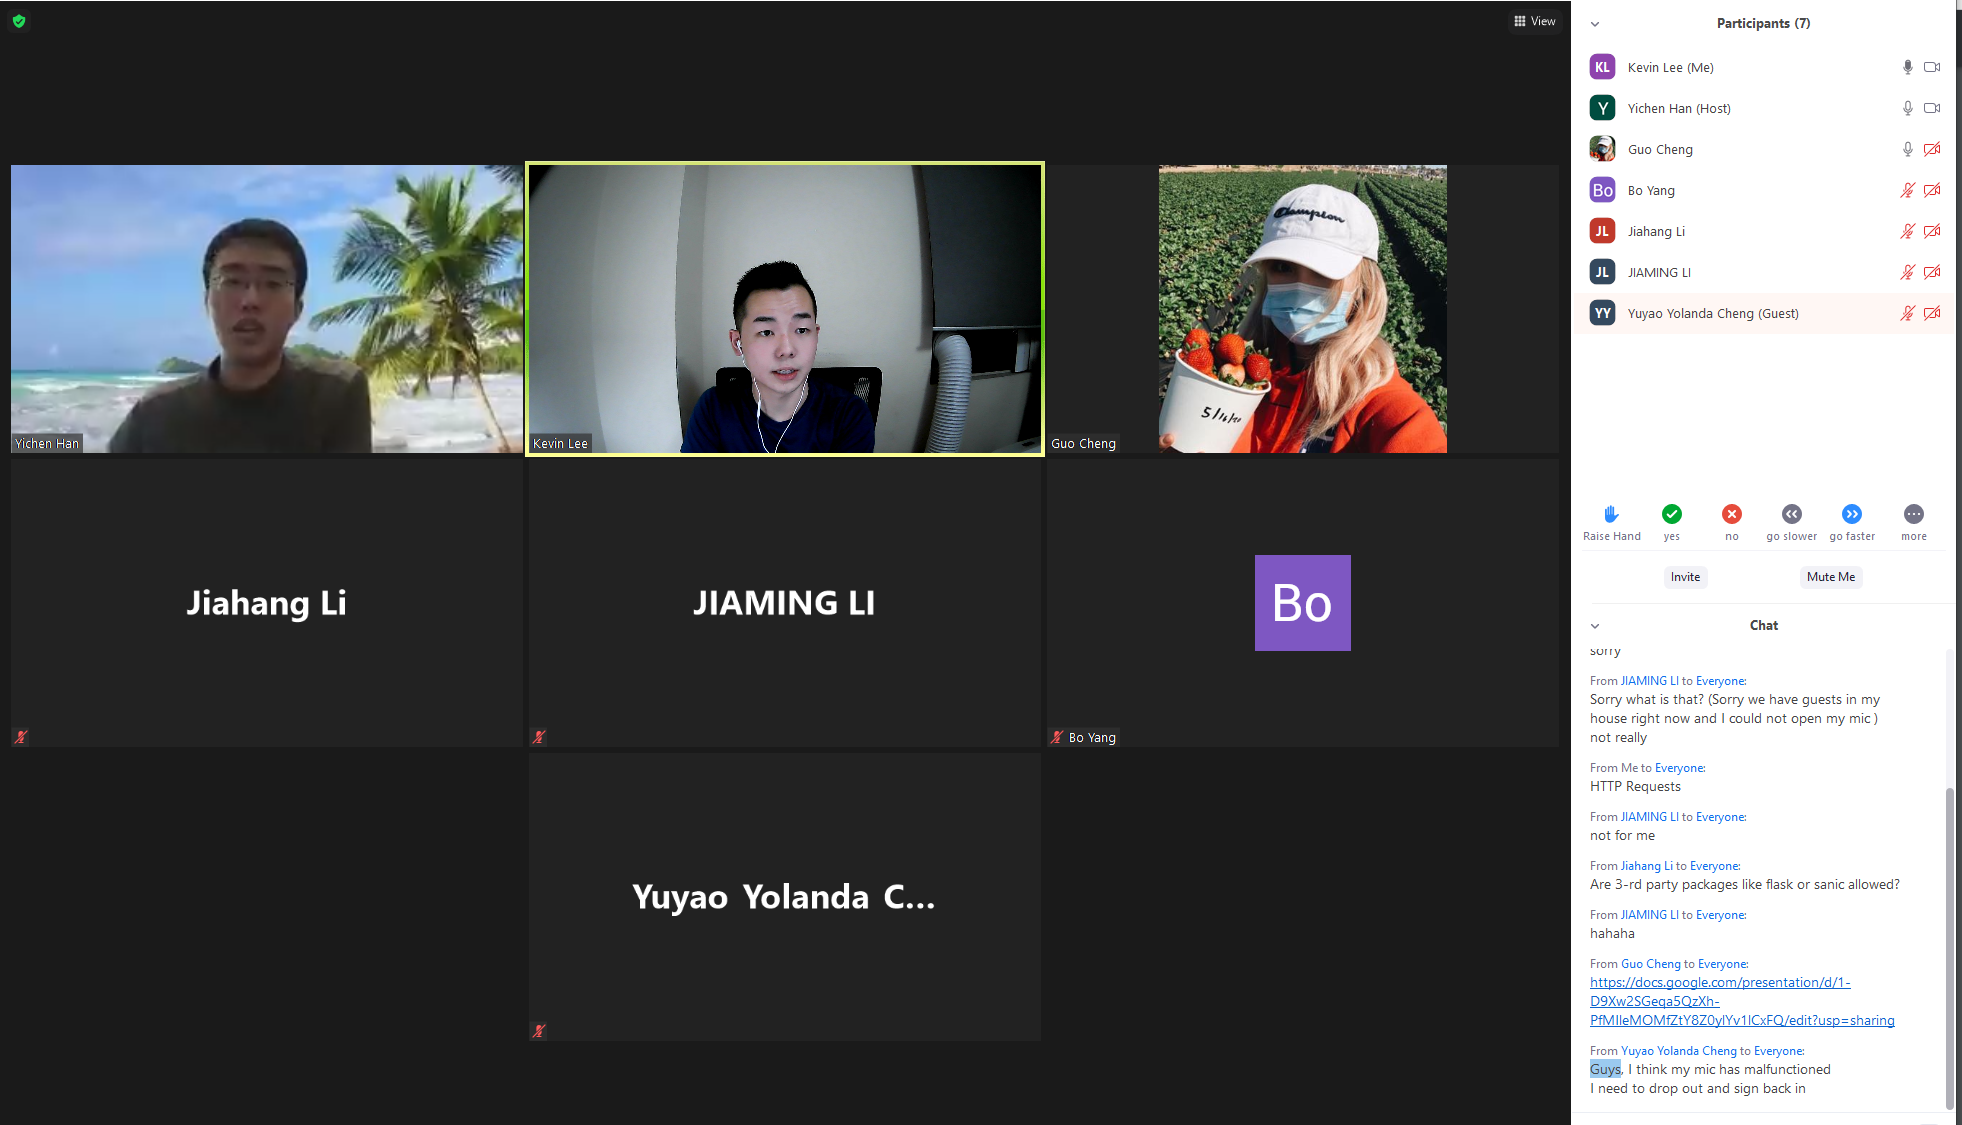 View
Champion
5/16/20
Yichen Han
Kevin Lee
Guo Cheng
Jiahang Li
JIAMING LI
Bo
Bo Yang
Yuyao Yolanda C...
Participants (7)
KL Kevin Lee (Me)
Y Yichen Han (Host)
Guo Cheng
Bo Bo Yang
JL Jiahang Li
JL JIAMING LI
YY Yuyao Yolanda Cheng (Guest)
Raise Hand yes no go slower go faster more
Invite Mute Me
Chat
sorry
From JIAMING LI to Everyone:
Sorry what is that? (Sorry we have guests in my
house right now and I could not open my mic )
not really
From Me to Everyone:
HTTP Requests
From JIAMING LI to Everyone:
not for me
From Jiahang Li to Everyone:
Are 3-rd party packages like flask or sanic allowed?
From JIAMING LI to Everyone:
hahaha
From Guo Cheng to Everyone:
https://docs.google.com/presentation/d/1-
D9Xw2SGeqa5QzXh-
PfMIleMOMfZtY8Z0ylYv1lCxFQ/edit?usp=sharing
From Yuyao Yolanda Cheng to Everyone:
Guys, I think my mic has malfunctioned
I need to drop out and sign back in